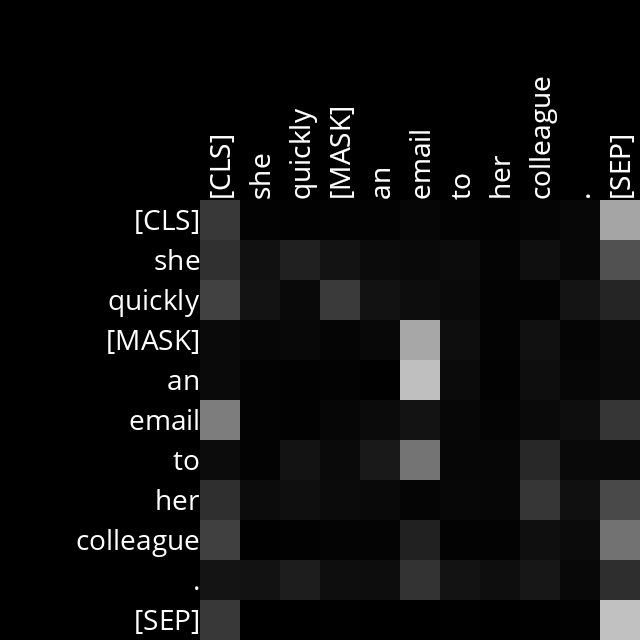 [CLS] she quickly [MASK] an email to her colleague . [SEP]
[CLS]
she
quickly
[MASK]
an
email
to
her
colleague
.
[SEP]